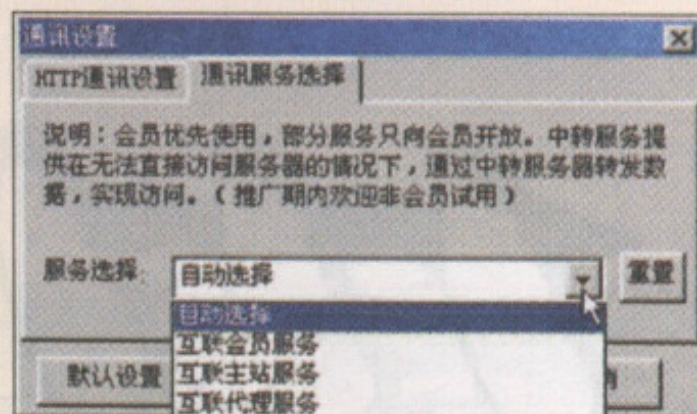 通讯设置
HTTP通讯设置 通讯服务选择
说明：会员优先使用，部分服务只向会员开放。中转服务提
供在无法直接访问服务器的情况下，通过中转服务器转发数
据，实现访问。（推广期内欢迎非会员试用）
服务选择： 自动选择 重置
自动选择
互联会员服务
默认设置
互联主站服务
互联代理服务